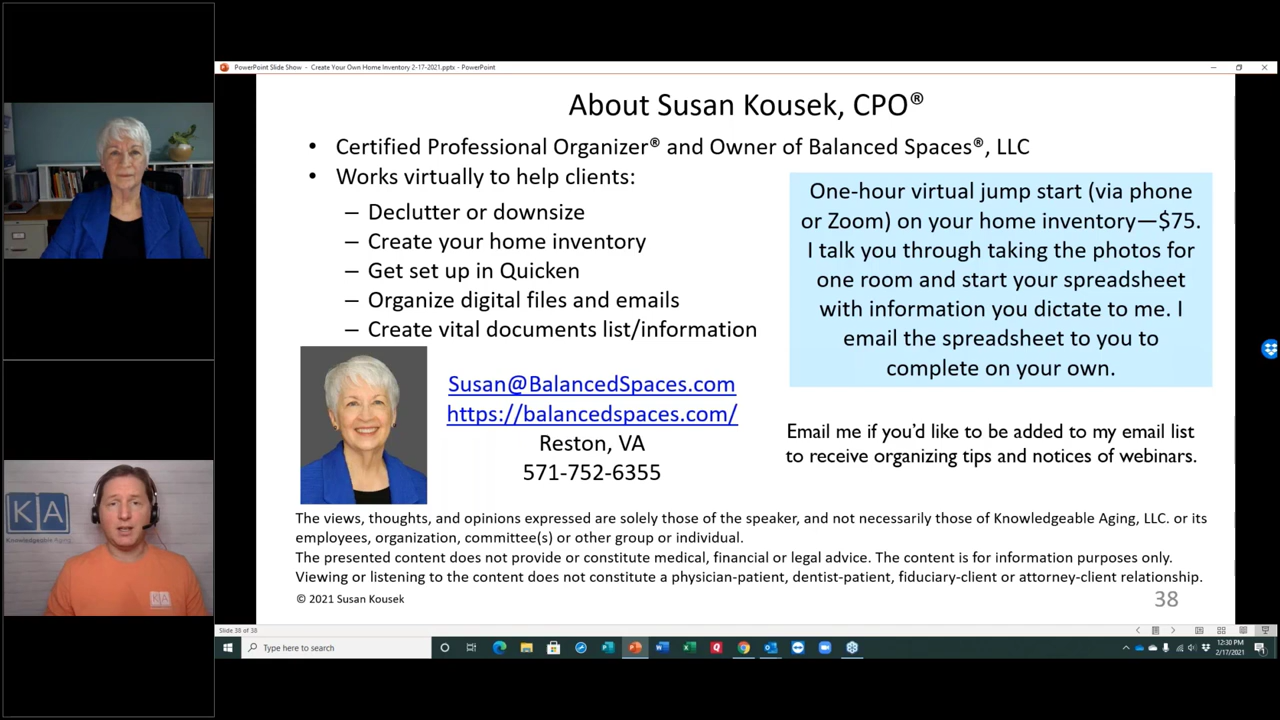 PowerPoint Slide Show - Create Your Own Home Inventory 2-17-2021.pptx - PowerPoint
About Susan Kousek, CPO®
• Certified Professional Organizer® and Owner of Balanced Spaces®, LLC
• Works virtually to help clients:
– Declutter or downsize
– Create your home inventory
– Get set up in Quicken
– Organize digital files and emails
– Create vital documents list/information
One-hour virtual jump start (via phone
or Zoom) on your home inventory—$75.
I talk you through taking the photos for
one room and start your spreadsheet
with information you dictate to me. I
email the spreadsheet to you to
complete on your own.
Susan@BalancedSpaces.com
https://balancedspaces.com/
Reston, VA
571-752-6355
Email me if you’d like to be added to my email list
to receive organizing tips and notices of webinars.
The views, thoughts, and opinions expressed are solely those of the speaker, and not necessarily those of Knowledgeable Aging, LLC. or its
employees, organization, committee(s) or other group or individual.
The presented content does not provide or constitute medical, financial or legal advice. The content is for information purposes only.
Viewing or listening to the content does not constitute a physician-patient, dentist-patient, fiduciary-client or attorney-client relationship.
© 2021 Susan Kousek
38
Slide 38 of 38
Type here to search
12:30 PM
2/17/2021
KA
Knowledgeable Aging
KA